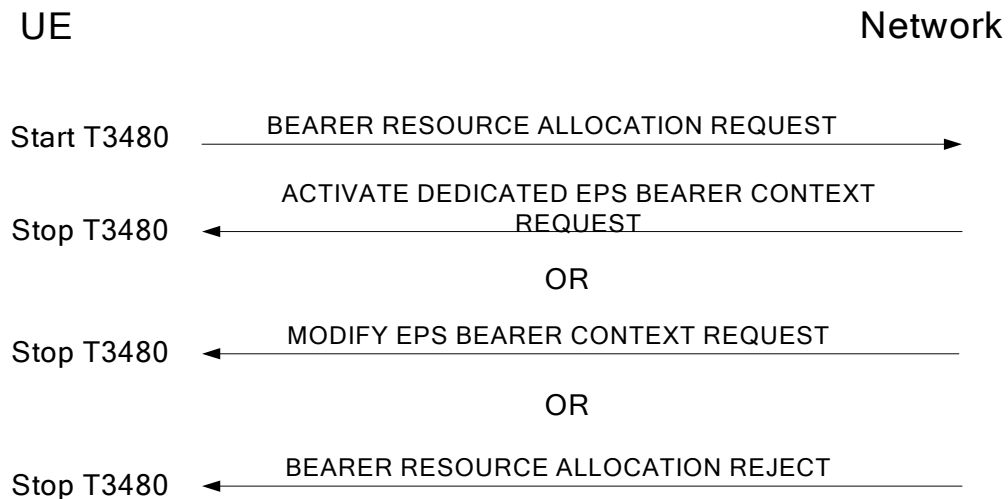 UE
Network
Start T3480
BEARER RESOURCE ALLOCATION REQUEST
ACTIVATE DEDICATED EPS BEARER CONTEXT
REQUEST
Stop T3480
OR
MODIFY EPS BEARER CONTEXT REQUEST
Stop T3480
OR
BEARER RESOURCE ALLOCATION REJECT
Stop T3480